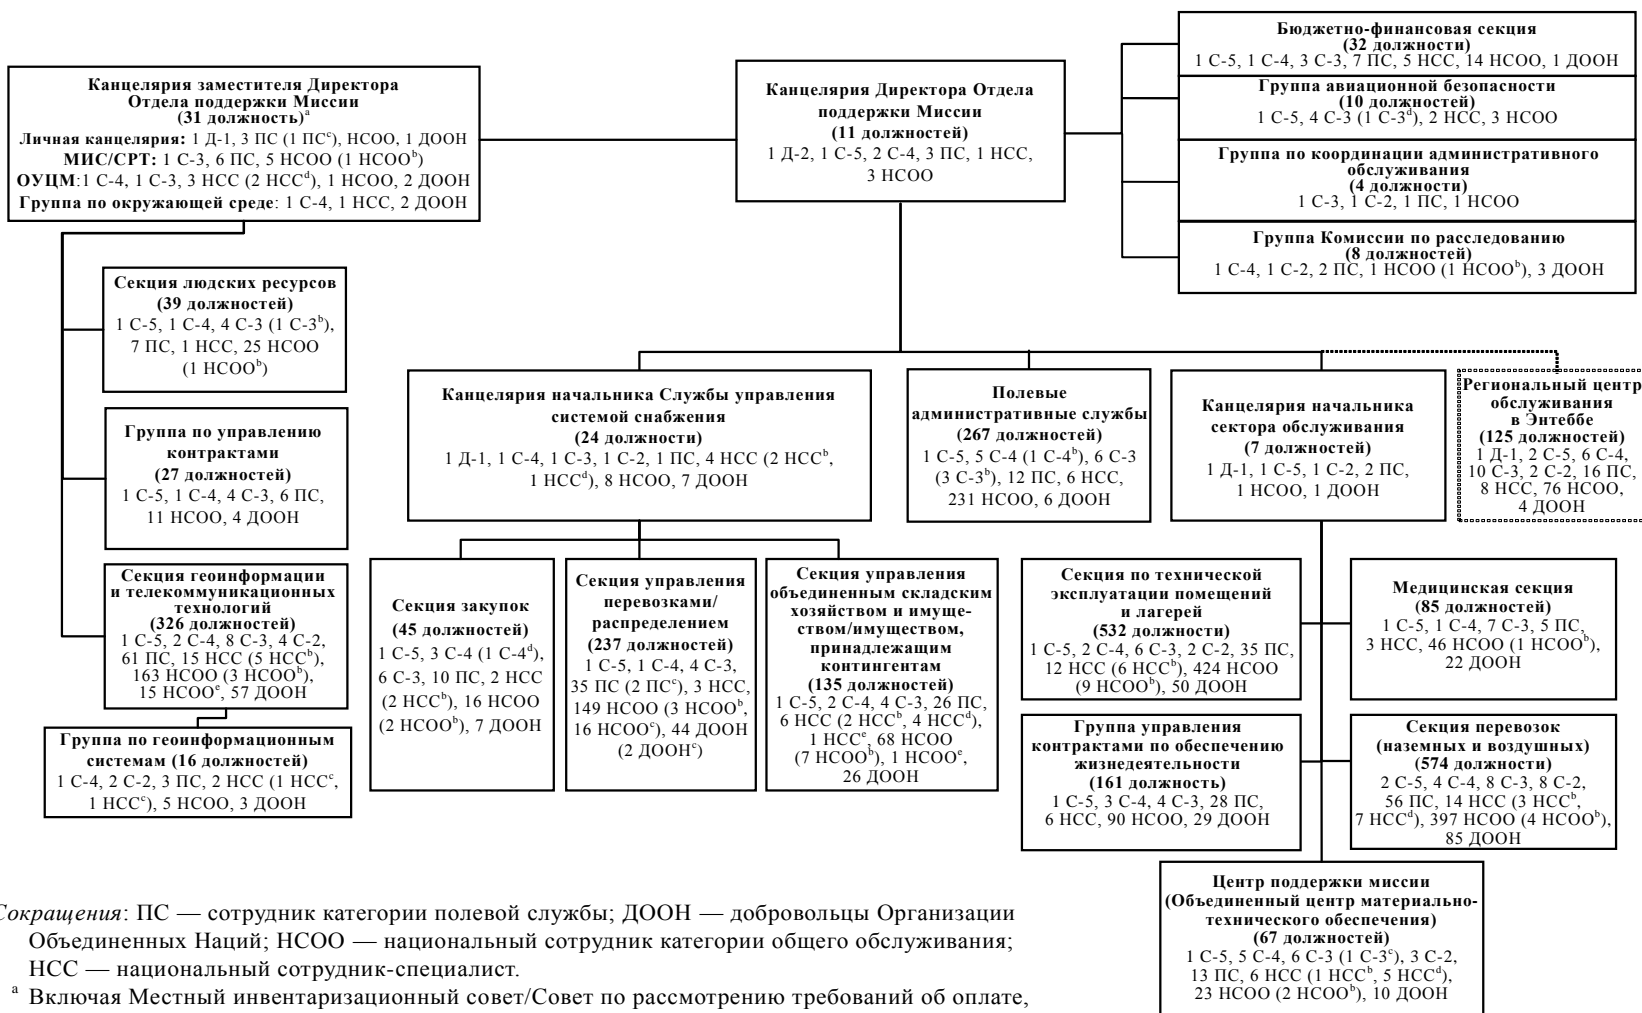 Бюджетно-финансовая секция
(32 должности)
1 С-5, 1 С-4, 3 С-3, 7 ПС, 5 НСС, 14 НСОО, 1 ДООН
Группа авиационной безопасности
(10 должностей)
1 С-5, 4 С-3 (1 С-3ᵈ), 2 НСС, 3 НСОО
Группа по координации административного
обслуживания
(4 должности)
1 С-3, 1 С-2, 1 ПС, 1 НСОО
Группа Комиссии по расследованию
(8 должностей)
1 С-4, 1 С-2, 2 ПС, 1 НСОО (1 НСООᵇ), 3 ДООН
Канцелярия заместителя Директора
Отдела поддержки Миссии
(31 должность)ᵃ
Личная канцелярия: 1 Д-1, 3 ПС (1 ПСᶜ), НСОО, 1 ДООН
МИС/СРТ: 1 С-3, 6 ПС, 5 НСОО (1 НСООᵇ)
ОУЦМ:1 С-4, 1 С-3, 3 НСС (2 НССᵈ), 1 НСОО, 2 ДООН
Группа по окружающей среде: 1 С-4, 1 НСС, 2 ДООН
Канцелярия Директора Отдела
поддержки Миссии
(11 должностей)
1 Д-2, 1 С-5, 2 С-4, 3 ПС, 1 НСС,
3 НСОО
Секция людских ресурсов
(39 должностей)
1 С-5, 1 С-4, 4 С-3 (1 С-3ᵇ),
7 ПС, 1 НСС, 25 НСОО
(1 НСООᵇ)
Группа по управлению
контрактами
(27 должностей)
1 С-5, 1 С-4, 4 С-3, 6 ПС,
11 НСОО, 4 ДООН
Секция геоинформации
и телекоммуникационных
технологий
(326 должностей)
1 С-5, 2 С-4, 8 С-3, 4 С-2,
61 ПС, 15 НСС (5 НССᵇ),
163 НСОО (3 НСООᵇ),
15 НСООᵉ, 57 ДООН
Группа по геоинформационным
системам (16 должностей)
1 С-4, 2 С-2, 3 ПС, 2 НСС (1 НССᶜ,
1 НССᶜ), 5 НСОО, 3 ДООН
Канцелярия начальника Службы управления
системой снабжения
(24 должности)
1 Д-1, 1 С-4, 1 С-3, 1 С-2, 1 ПС, 4 НСС (2 НССᵇ,
1 НССᵈ), 8 НСОО, 7 ДООН
Полевые
административные службы
(267 должностей)
1 С-5, 5 С-4 (1 С-4ᵇ), 6 С-3
(3 С-3ᵇ), 12 ПС, 6 НСС,
231 НСОО, 6 ДООН
Канцелярия начальника
сектора обслуживания
(7 должностей)
1 Д-1, 1 С-5, 1 С-2, 2 ПС,
1 НСОО, 1 ДООН
Региональный центр
обслуживания
в Энтеббе
(125 должностей)
1 Д-1, 2 С-5, 6 С-4,
10 С-3, 2 С-2, 16 ПС,
8 НСС, 76 НСОО,
4 ДООН
Секция закупок
(45 должностей)
1 С-5, 3 С-4 (1 С-4ᵈ),
6 С-3, 10 ПС, 2 НСС
(2 НССᵇ), 16 НСОО
(2 НСООᵇ), 7 ДООН
Секция управления
перевозками/
распределением
(237 должностей)
1 С-5, 1 С-4, 4 С-3,
35 ПС (2 ПСᶜ), 3 НСС,
149 НСОО (3 НСООᵇ,
16 НСООᶜ), 44 ДООН
(2 ДООНᶜ)
Секция управления
объединенным складским
хозяйством и имуще-
ством/имуществом,
принадлежащим
контингентам
(135 должностей)
1 С-5, 2 С-4, 4 С-3, 26 ПС,
6 НСС (2 НССᵇ, 4 НССᵈ),
1 НССᵉ, 68 НСОО
(7 НСООᵇ), 1 НСООᵉ,
26 ДООН
Секция по технической
эксплуатации помещений
и лагерей
(532 должности)
1 С-5, 2 С-4, 6 С-3, 2 С-2, 35 ПС,
12 НСС (6 НССᵇ), 424 НСОО
(9 НСООᵇ), 50 ДООН
Медицинская секция
(85 должностей)
1 С-5, 1 С-4, 7 С-3, 5 ПС,
3 НСС, 46 НСОО (1 НСООᵇ),
22 ДООН
Группа управления
контрактами по обеспечению
жизнедеятельности
(161 должность)
1 С-5, 3 С-4, 4 С-3, 28 ПС,
6 НСС, 90 НСОО, 29 ДООН
Секция перевозок
(наземных и воздушных)
(574 должности)
2 С-5, 4 С-4, 8 С-3, 8 С-2,
56 ПС, 14 НСС (3 НССᵇ,
7 НССᵈ), 397 НСОО (4 НСООᵇ),
85 ДООН
Центр поддержки миссии
(Объединенный центр материально-
технического обеспечения)
(67 должностей)
1 С-5, 5 С-4, 6 С-3 (1 С-3ᶜ), 3 С-2,
13 ПС, 6 НСС (1 НССᵇ, 5 НССᵈ),
23 НСОО (2 НСООᵇ), 10 ДООН
Сокращения: ПС — сотрудник категории полевой службы; ДООН — добровольцы Организации
Объединенных Наций; НСОО — национальный сотрудник категории общего обслуживания;
НСС — национальный сотрудник-специалист.
ᵃ Включая Местный инвентаризационный совет/Совет по рассмотрению требований об оплате,